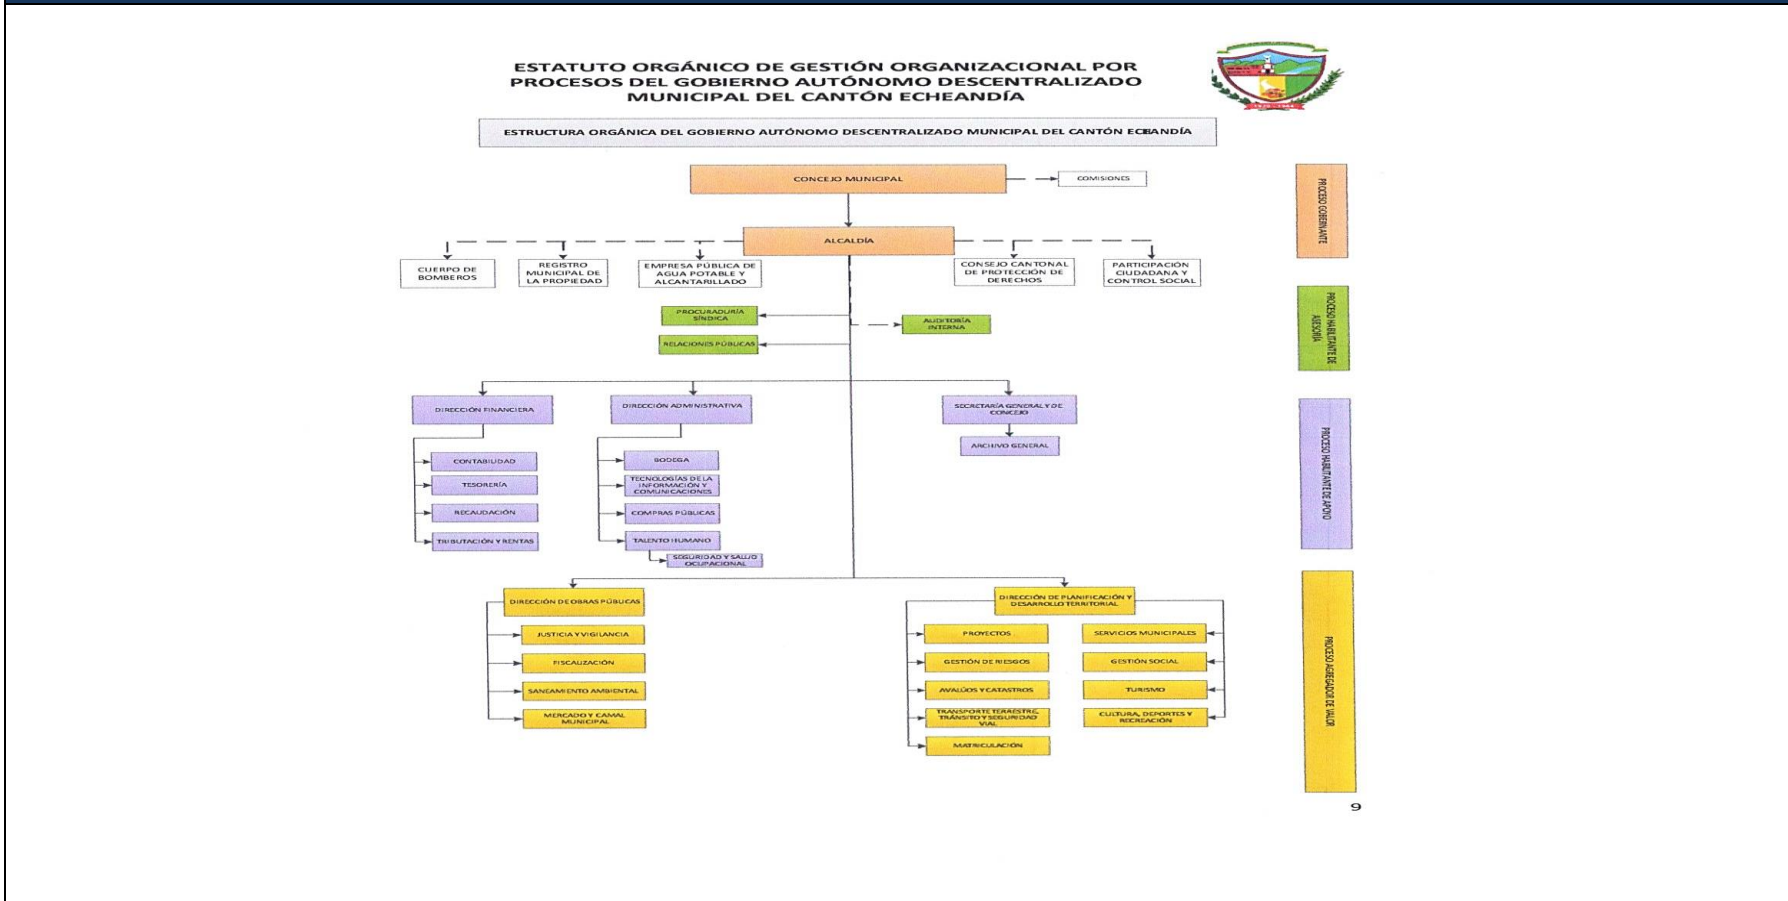 ESTATUTO ORGÁNICO DE GESTIÓN ORGANIZACIONAL POR
PROCESOS DEL GOBIERNO AUTÓNOMO DESCENTRALIZADO
MUNICIPAL DEL CANTÓN ECHEANDÍA
ESTRUCTURA ORGÁNICA DEL GOBIERNO AUTÓNOMO DESCENTRALIZADO MUNICIPAL DEL CANTÓN
CONCEJO MUNICIPAL
COMISIONES
PROCESO GOBERNANTE
ALCALDÍA
CUERPO DE
BOMBEROS
REGISTRO
MUNICIPAL DE
LA PROPIEDAD
EMPRESA PÚBLICA DE
AGUA POTABLE Y
ALCANTARILLADO
CONSEJO CANTONAL
DE PROTECCIÓN DE
DERECHOS
PARTICIPACIÓN
CIUDADANA Y
CONTROL SOCIAL
PROCURADURÍA
SÍNDICA
AUDITORÍA
INTERNA
RELACIONES PÚBLICAS
PROCESO HABILITANTE DE
ASESORÍA
DIRECCIÓN FINANCIERA
DIRECCIÓN ADMINISTRATIVA
SECRETARÍA GENERAL Y DE
CONCEJO
ARCHIVO GENERAL
CONTABILIDAD
TESORERÍA
RECAUDACIÓN
TRIBUTACIÓN Y RENTAS
BODEGA
TECNOLOGÍAS DE LA
INFORMACIÓN Y
COMUNICACIONES
COMPRAS PÚBLICAS
TALENTO HUMANO
SEGURIDAD Y SALUD
OCUPACIONAL
PROCESO HABILITANTE DE APOYO
DIRECCIÓN DE OBRAS PÚBLICAS
JUSTICIA Y VIGILANCIA
FISCALIZACIÓN
SANEAMIENTO AMBIENTAL
MERCADO Y CAMAL
MUNICIPAL
DIRECCIÓN DE PLANIFICACIÓN Y
DESARROLLO TERRITORIAL
PROYECTOS
GESTIÓN DE RIESGOS
AVALÚOS Y CATASTROS
TRANSPORTE TERRESTRE,
TRÁNSITO Y SEGURIDAD
VIAL
MATRICULACIÓN
SERVICIOS MUNICIPALES
GESTIÓN SOCIAL
TURISMO
CULTURA, DEPORTES Y
RECREACIÓN
PROCESO AGREGADOR DE VALOR
9